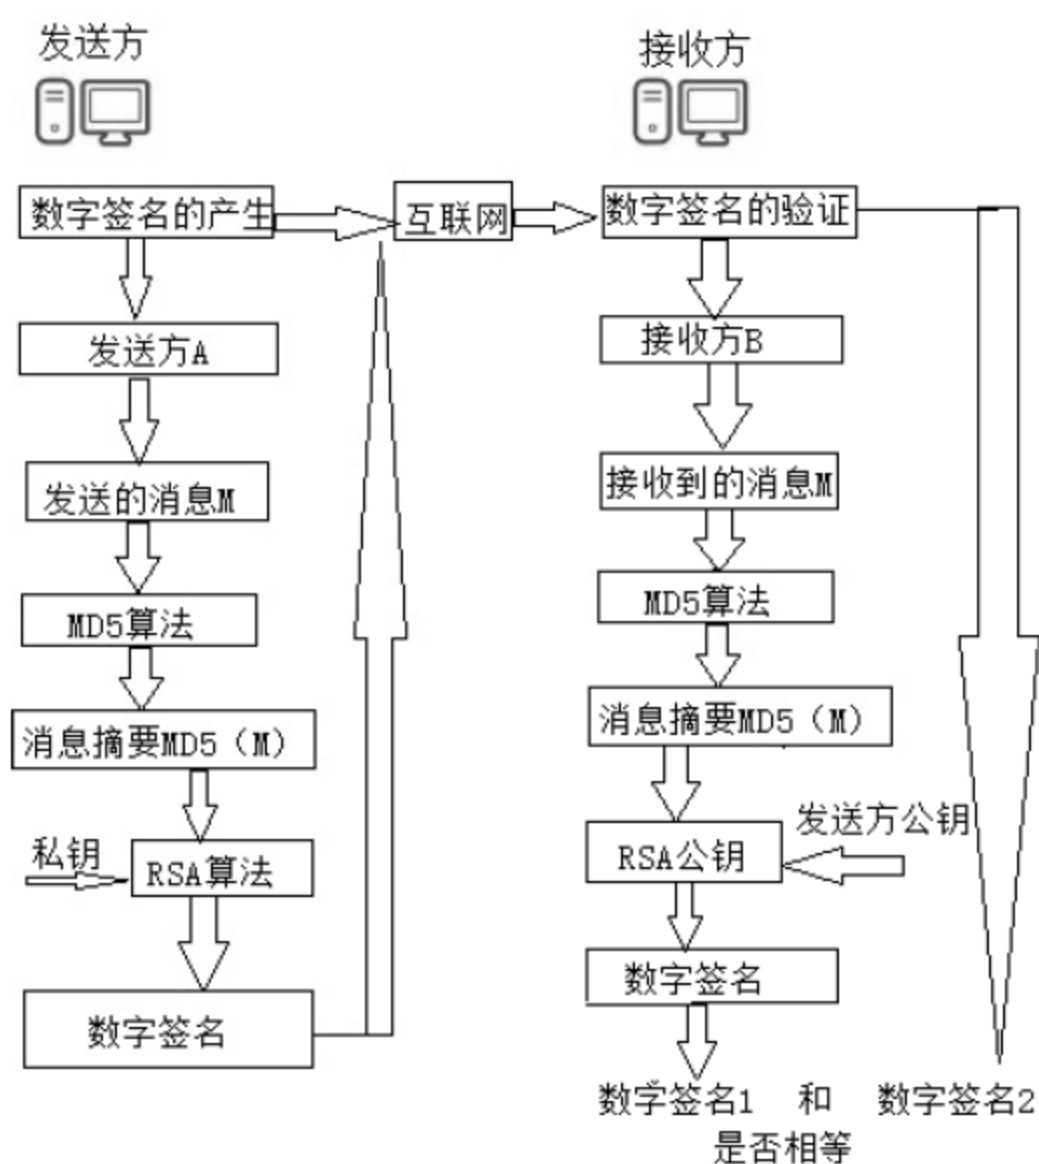 发送方
接收方
数字签名的产生
互联网
数字签名的验证
发送方A
接收方B
发送的消息M
接收到的消息M
MD5算法
MD5算法
消息摘要MD5（M）
消息摘要MD5（M）
私钥
RSA算法
发送方公钥
RSA公钥
数字签名
数字签名
数字签名1 和 数字签名2
是否相等